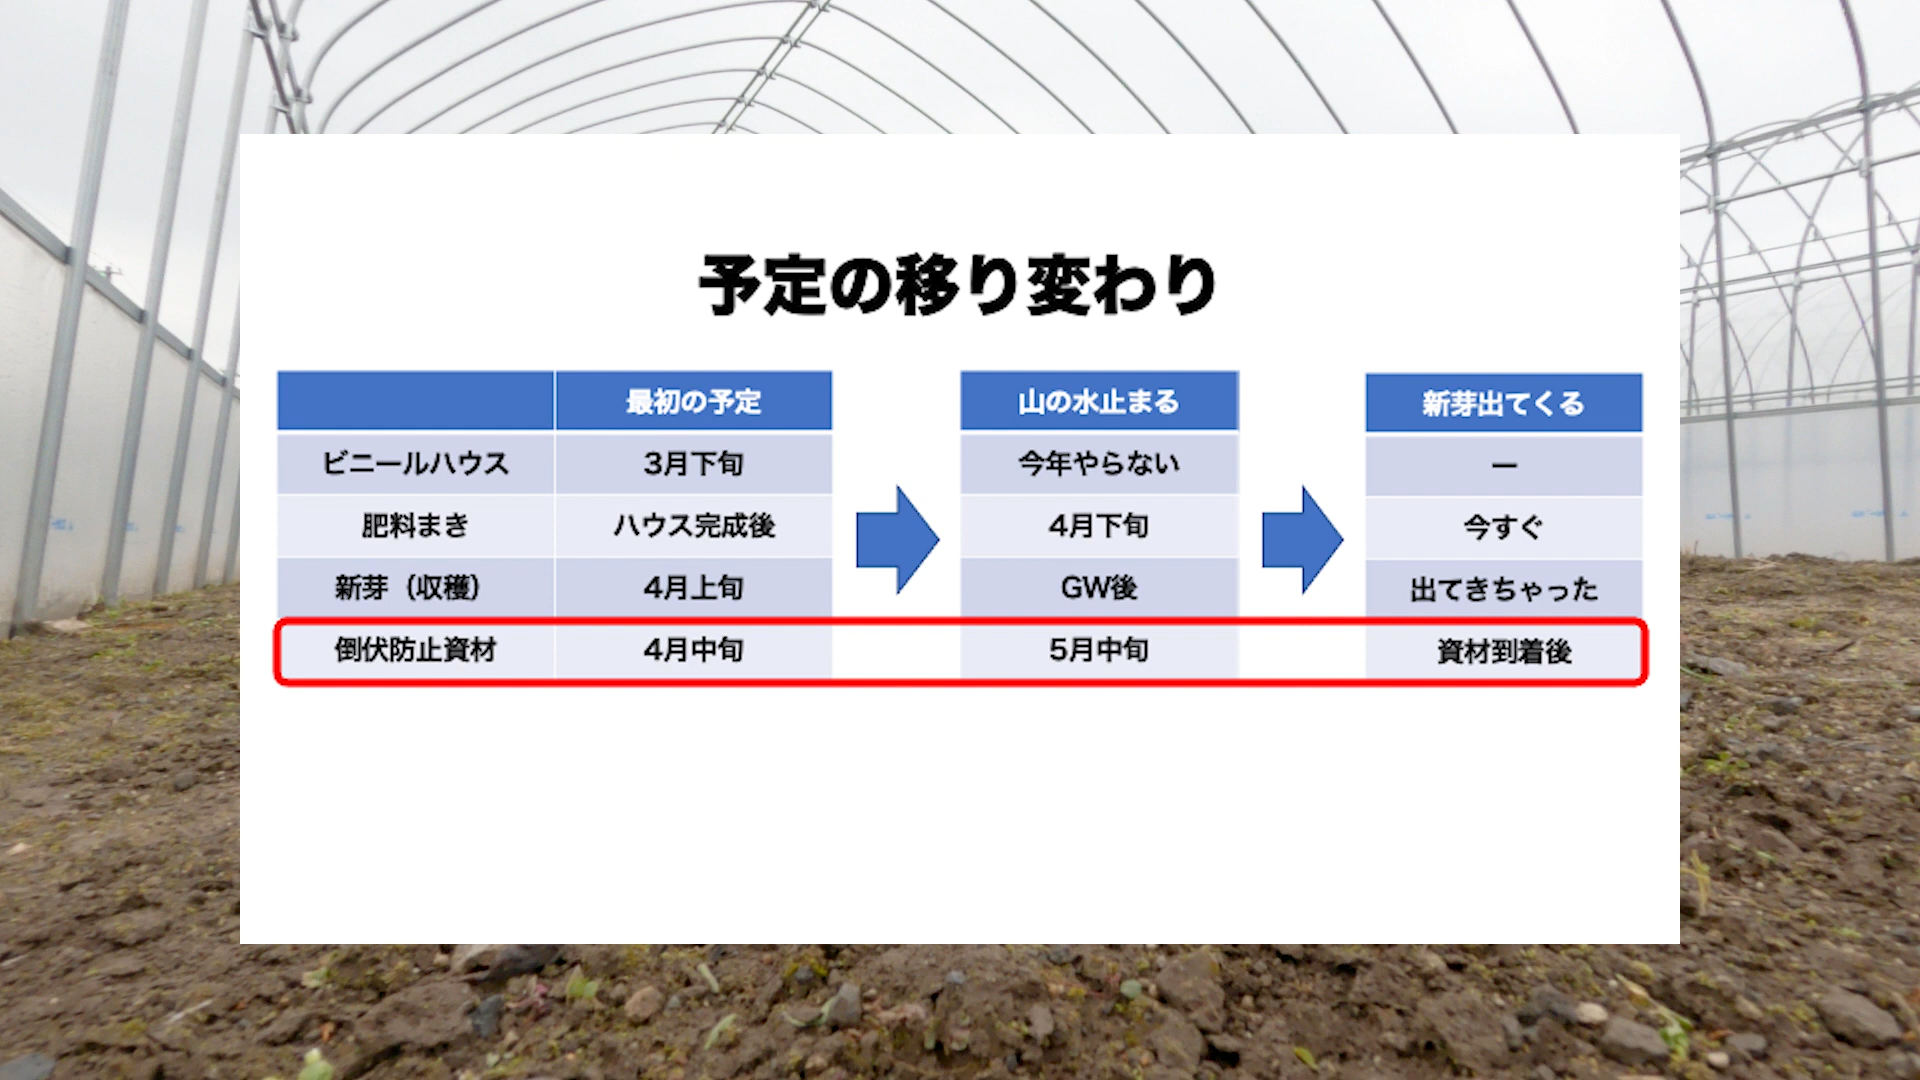 予定の移り変わり
最初の予定 山の水止まる 新芽出てくる
ビニールハウス 3月下旬 今年やらない ー
肥料まき ハウス完成後 4月下旬 今すぐ
新芽（収穫） 4月上旬 GW後 出てきちゃった
倒伏防止資材 4月中旬 5月中旬 資材到着後